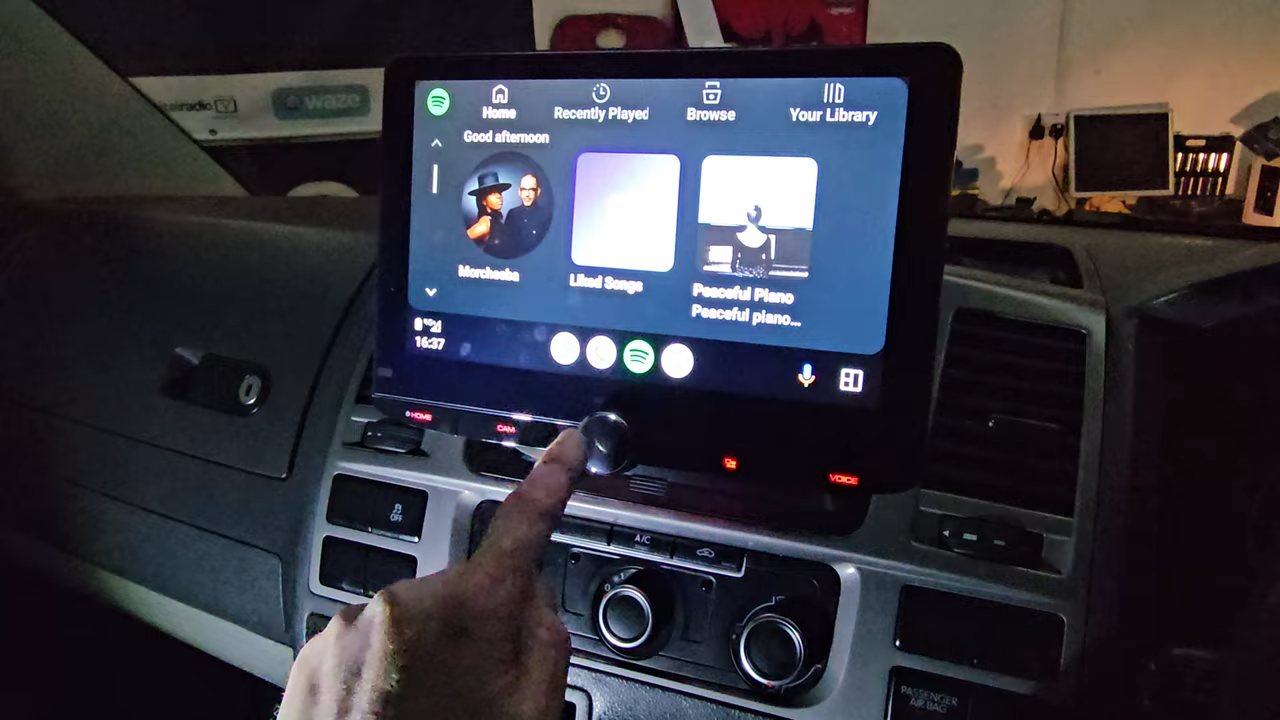 waze
Home
Recently Played
Browse
Your Library
Good afternoon
Morcheeba
Liked Songs
Peaceful Piano
Peaceful piano...
16:37
HOME
CAM
VOICE
OFF
A/C
PASSENGER
AIR BAG